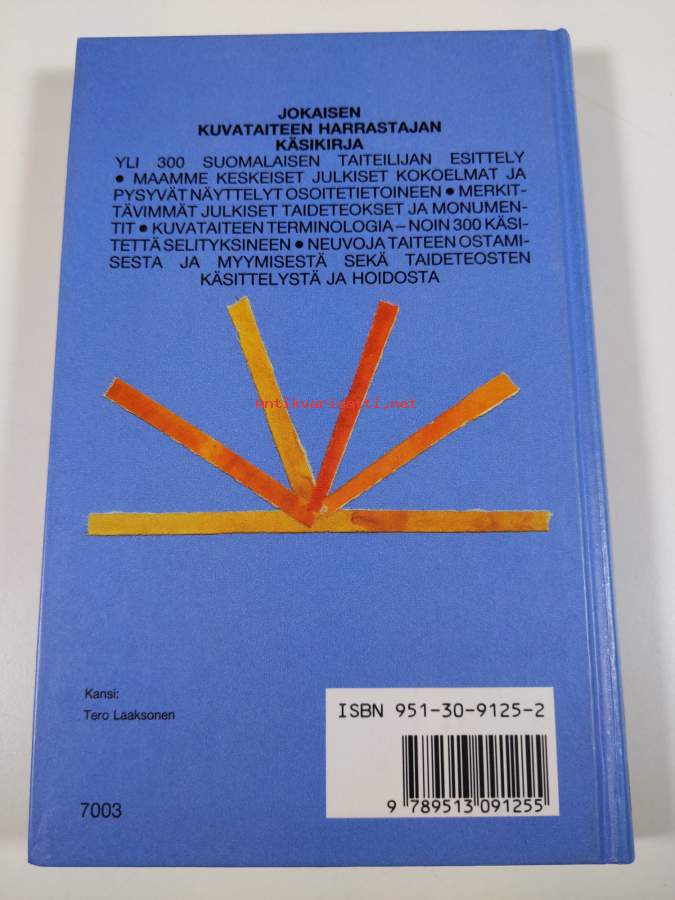 JOKAISEN
KUVATAITEEN HARRASTAJAN
KÄSIKIRJA
YLI 300 SUOMALAISEN TAITEILIJAN ESITTELY
• MAAMME KESKEISET JULKISET KOKOELMAT JA
PYSYVÄT NÄYTTELYT OSOITETIETOINEEN • MERKIT-
TÄVIMMÄT JULKISET TAIDETEOKSET JA MONUMEN-
TIT • KUVATAITEEN TERMINOLOGIA – NOIN 300 KÄSI-
TETTÄ SELITYKSINEEN • NEUVOJA TAITEEN OSTAMI-
SESTA JA MYYMISESTÄ SEKÄ TAIDETEOSTEN
KÄSITTELYSTÄ JA HOIDOSTA
antikvariaatti.net
Kansi:
Tero Laaksonen
ISBN 951-30-9125-2
9 789513 091255
7003